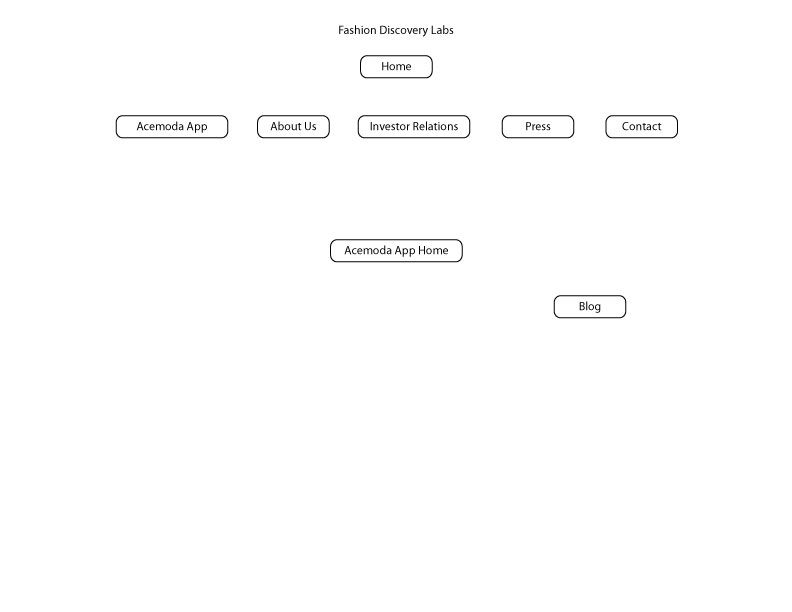 Fashion Discovery Labs
Home
Acemoda App
About Us
Investor Relations
Press
Contact
Acemoda App Home
Blog